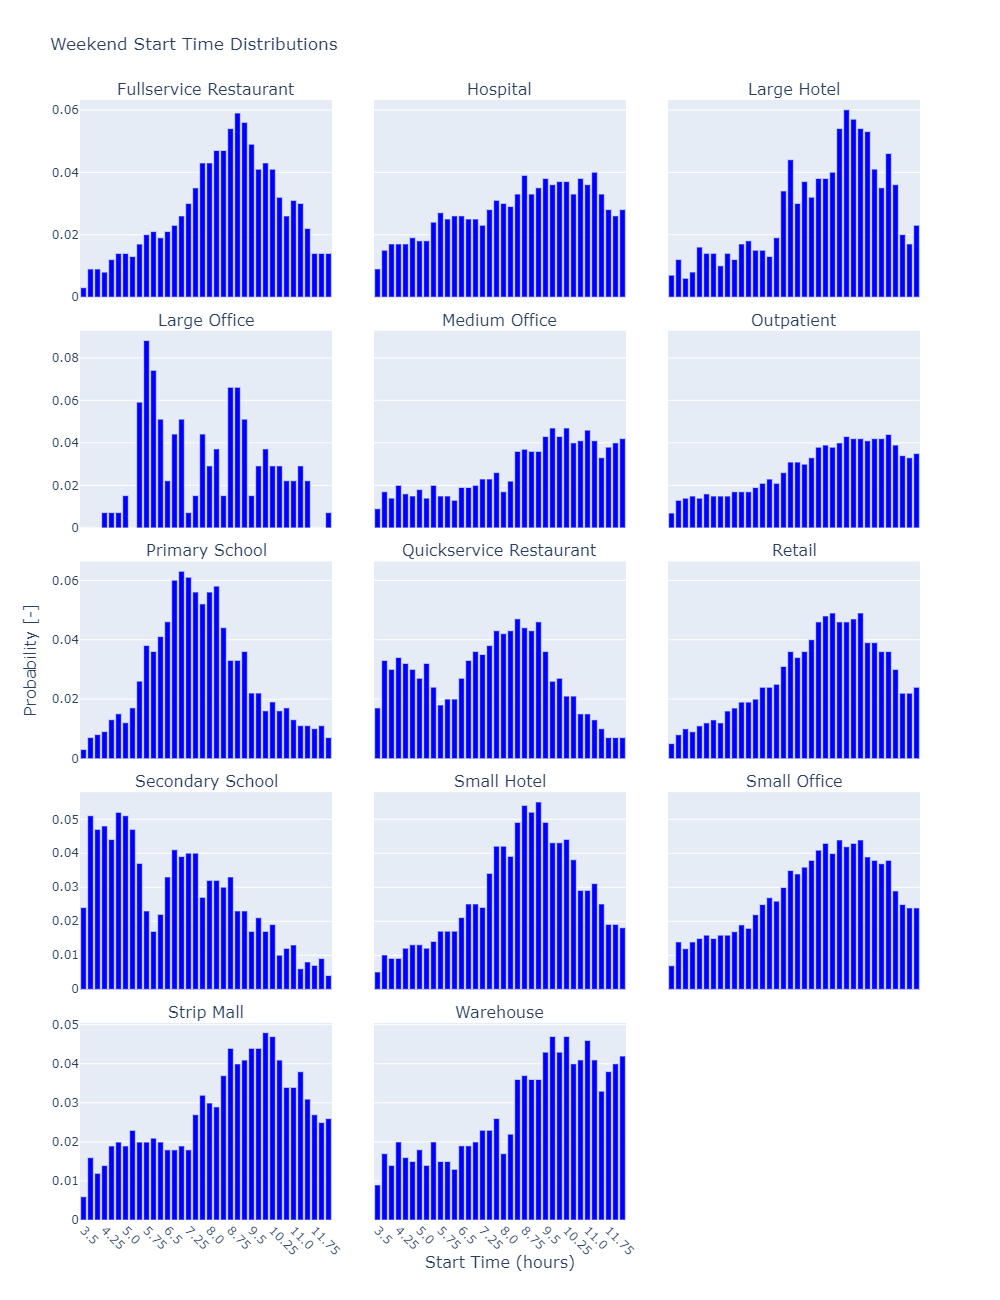 Weekend Start Time Distributions
Fullservice Restaurant
Hospital
Large Hotel
0.06
0.04
0.02
0
Large Office
Medium Office
Outpatient
0.08
0.06
0.04
0.02
0
Primary School
Quickservice Restaurant
Retail
0.06
0.04
0.02
0
Probability [-]
Secondary School
Small Hotel
Small Office
0.05
0.04
0.03
0.02
0.01
0
Strip Mall
Warehouse
0.05
0.04
0.03
0.02
0.01
0
3.5 4.25 5.0 5.75 6.5 7.25 8.0 8.75 9.5 10.25 11.0 11.75
3.5 4.25 5.0 5.75 6.5 7.25 8.0 8.75 9.5 10.25 11.0 11.75
Start Time (hours)